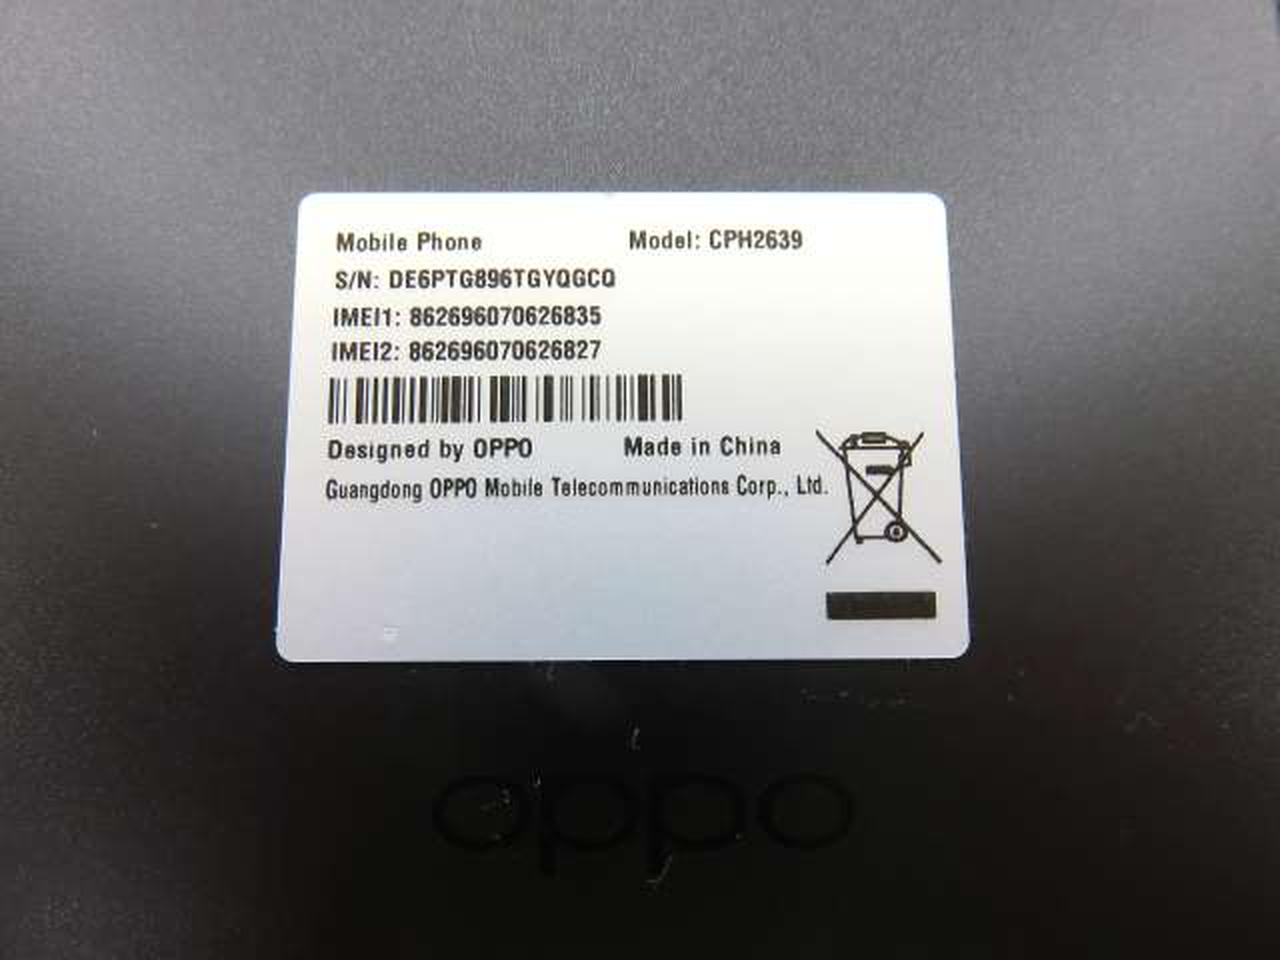 Mobile Phone Model: CPH2639
S/N: DE6PTG896TGYQGCQ
IMEI1: 862696070626835
IMEI2: 862696070626827
Designed by OPPO Made in China
Guangdong OPPO Mobile Telecommunications Corp., Ltd.
oppo